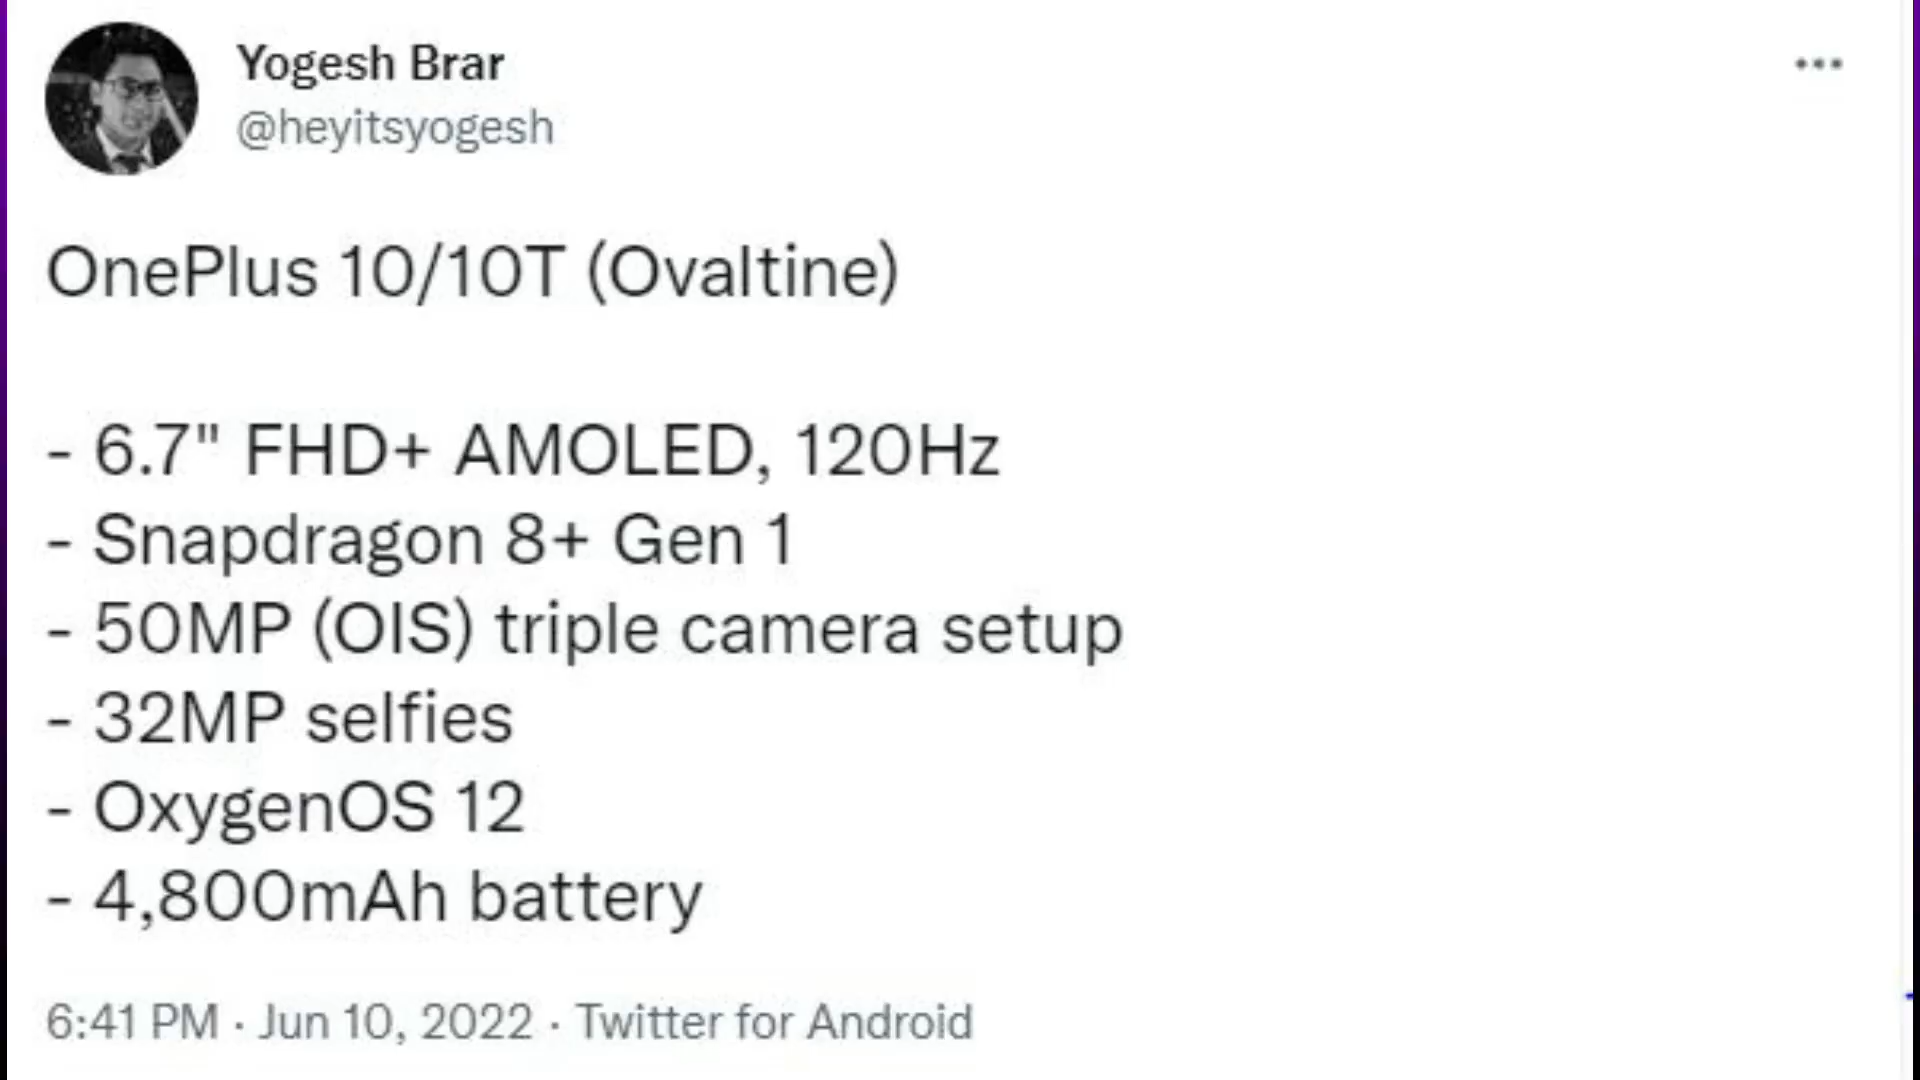 Yogesh Brar
@heyitsyogesh
OnePlus 10/10T (Ovaltine)
- 6.7" FHD+ AMOLED, 120Hz
- Snapdragon 8+ Gen 1
- 50MP (OIS) triple camera setup
- 32MP selfies
- OxygenOS 12
- 4,800mAh battery
6:41 PM · Jun 10, 2022 · Twitter for Android